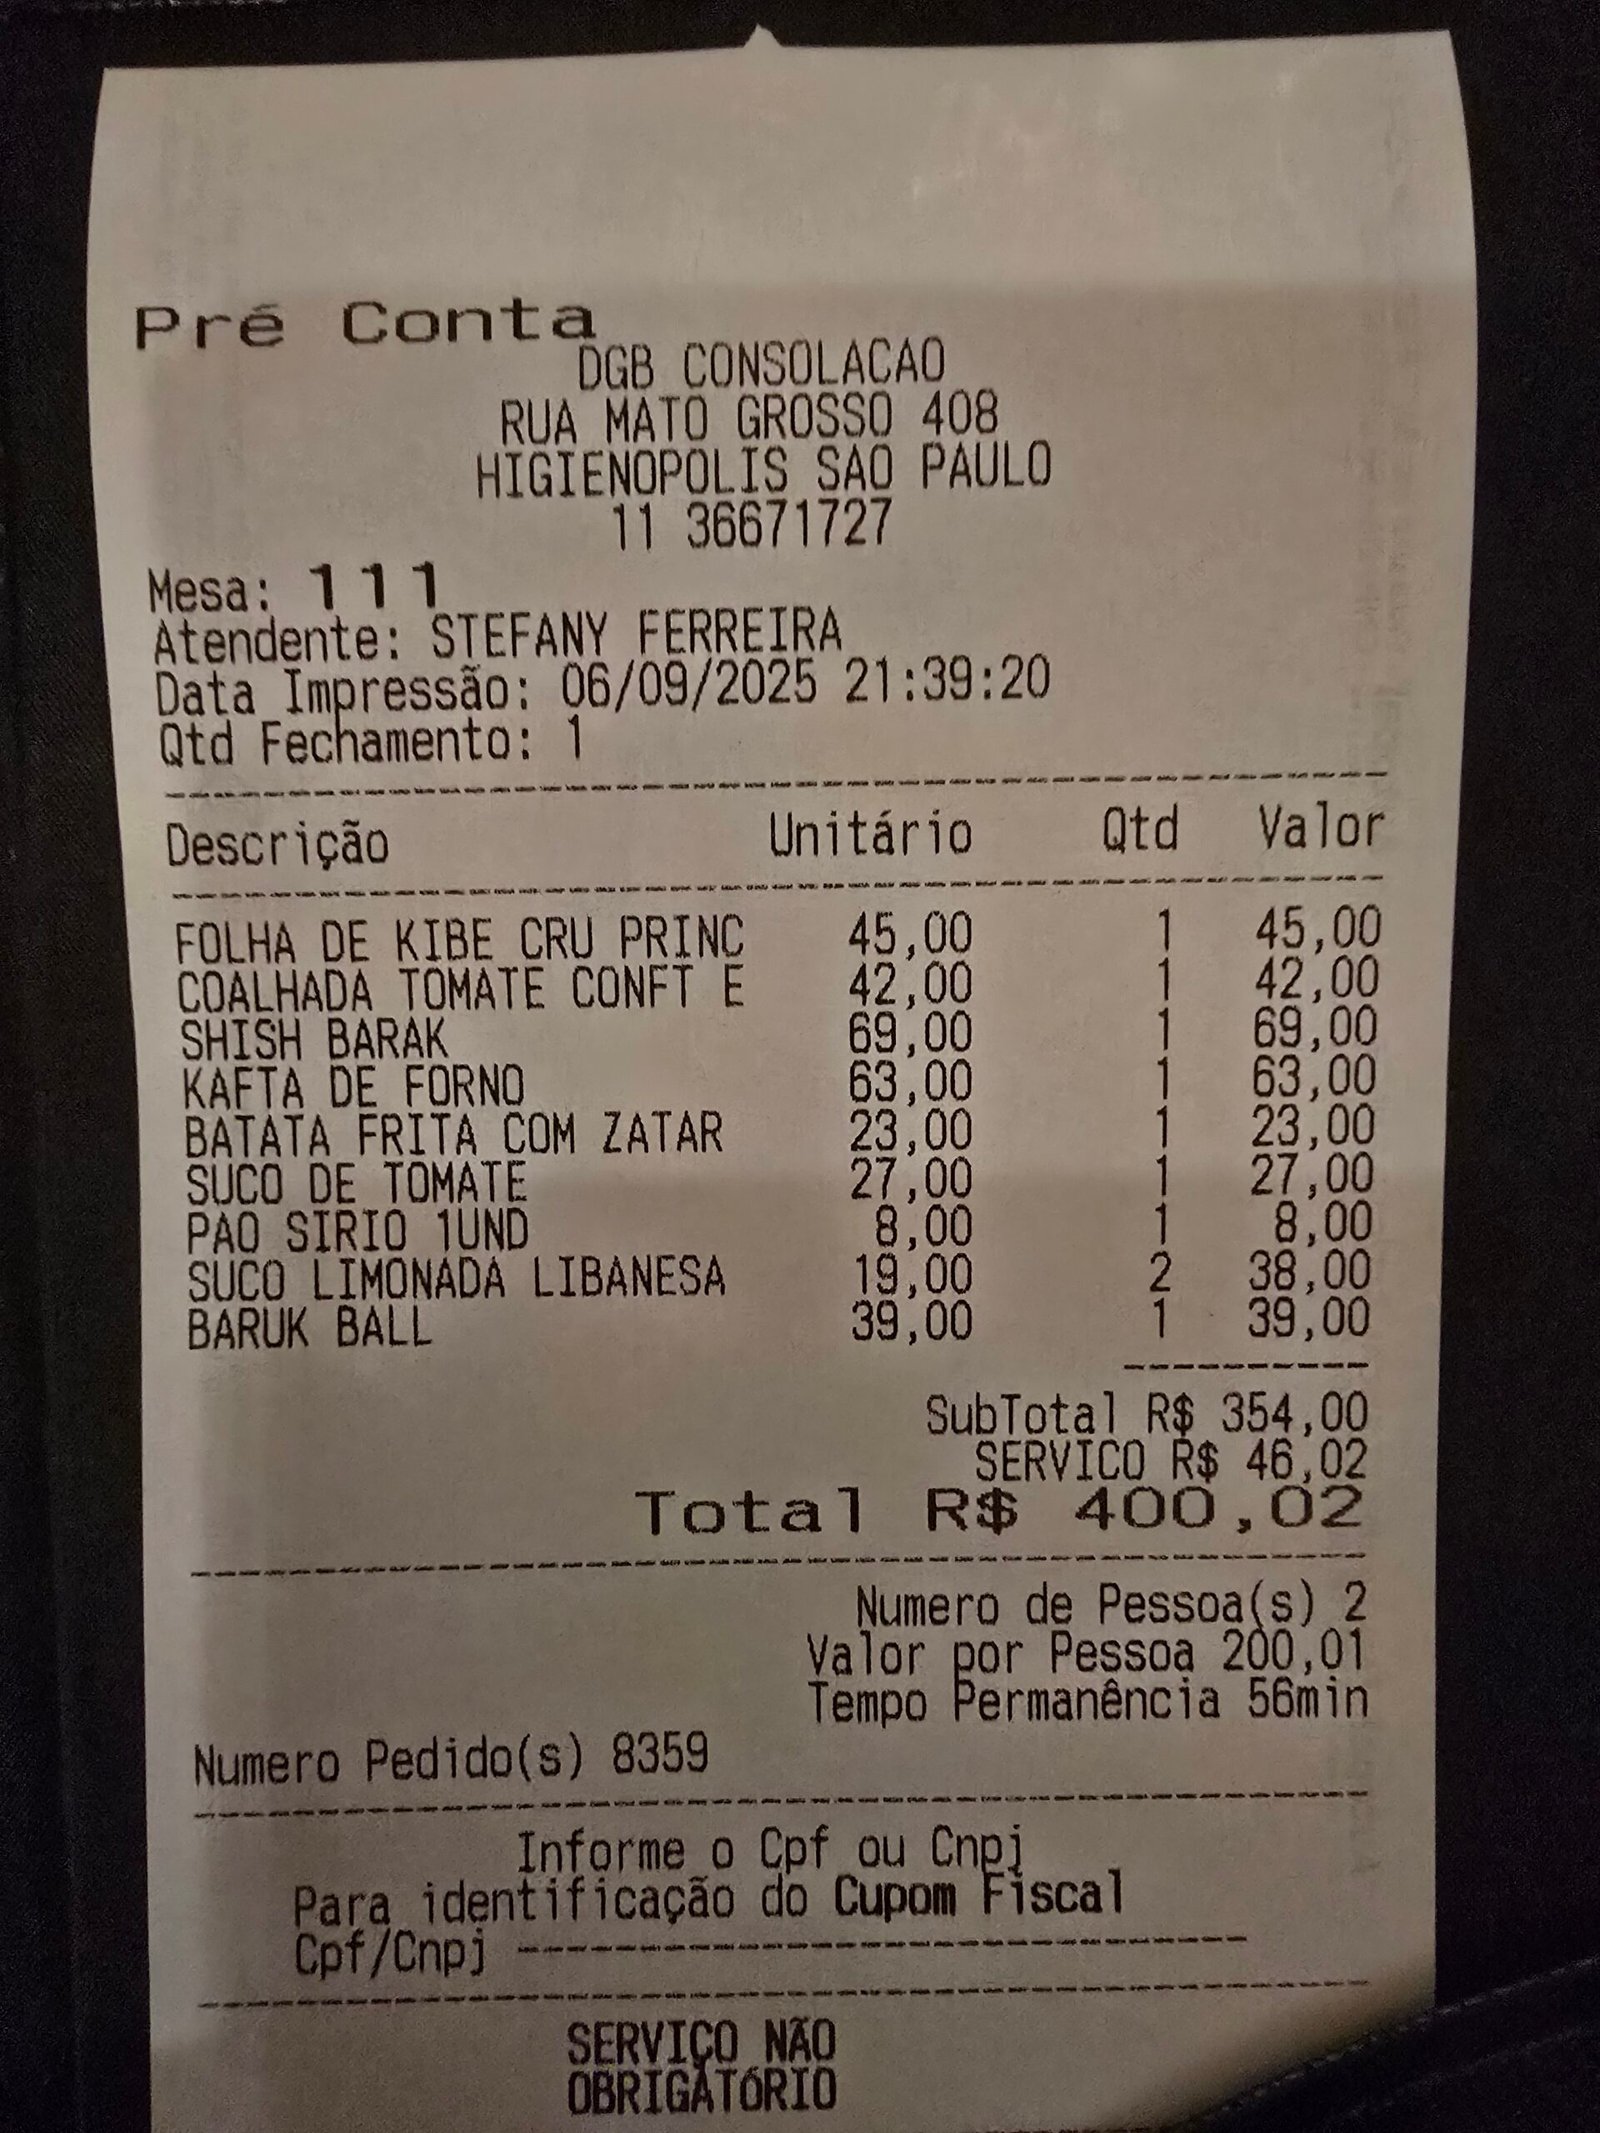 Pré Conta
DGB CONSOLACAO
RUA MATO GROSSO 408
HIGIENOPOLIS SAO PAULO
11 36671727
Mesa: 111
Atendente: STEFANY FERREIRA
Data Impressão: 06/09/2025 21:39:20
Qtd Fechamento: 1
Descrição Unitário Qtd Valor
FOLHA DE KIBE CRU PRINC 45,00 1 45,00
COALHADA TOMATE CONFT E 42,00 1 42,00
SHISH BARAK 69,00 1 69,00
KAFTA DE FORNO 63,00 1 63,00
BATATA FRITA COM ZATAR 23,00 1 23,00
SUCO DE TOMATE 27,00 1 27,00
PAO SIRIO 1UND 8,00 1 8,00
SUCO LIMONADA LIBANESA 19,00 2 38,00
BARUK BALL 39,00 1 39,00
SubTotal R$ 354,00
SERVICO R$ 46,02
Total R$ 400,02
Numero de Pessoa(s) 2
Valor por Pessoa 200,01
Tempo Permanência 56min
Numero Pedido(s) 8359
Informe o Cpf ou Cnpj
Para identificação do Cupom Fiscal
Cpf/Cnpj
SERVIÇO NÃO
OBRIGATÓRIO